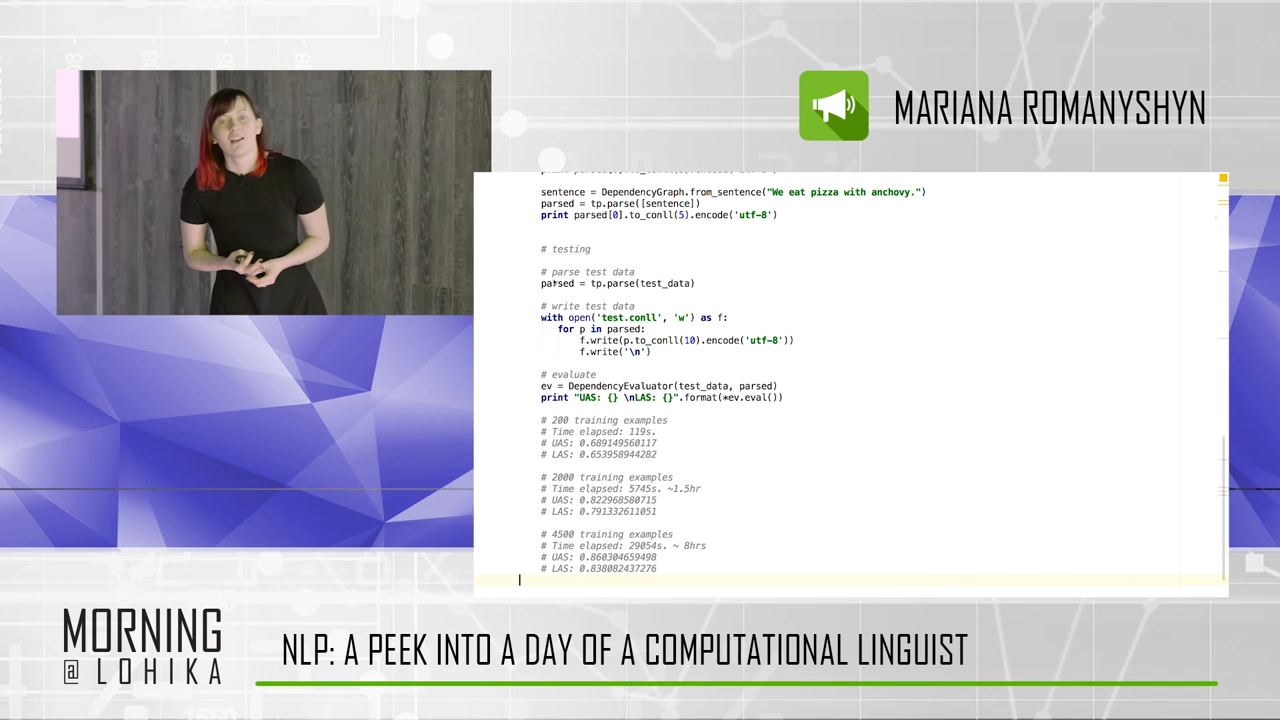 MARIANA ROMANYSHYN
sentence = DependencyGraph.from_sentence("We eat pizza with anchovy.")
parsed = tp.parse([sentence])
print parsed[0].to_conll(5).encode('utf-8')
# testing
# parse test data
parsed = tp.parse(test_data)
# write test data
with open('test.conll', 'w') as f:
for p in parsed:
f.write(p.to_conll(10).encode('utf-8'))
f.write('\n')
# evaluate
ev = DependencyEvaluator(test_data, parsed)
print "UAS: {} \nLAS: {}".format(*ev.eval())
# 200 training examples
# Time elapsed: 119s.
# UAS: 0.689149560117
# LAS: 0.653958944282
# 2000 training examples
# Time elapsed: 5745s. ~1.5hr
# UAS: 0.822968580715
# LAS: 0.791332611051
# 4500 training examples
# Time elapsed: 29054s. ~ 8hrs
# UAS: 0.860304659498
# LAS: 0.838082437276
MORNING
@ LOHIKA
NLP: A PEEK INTO A DAY OF A COMPUTATIONAL LINGUIST